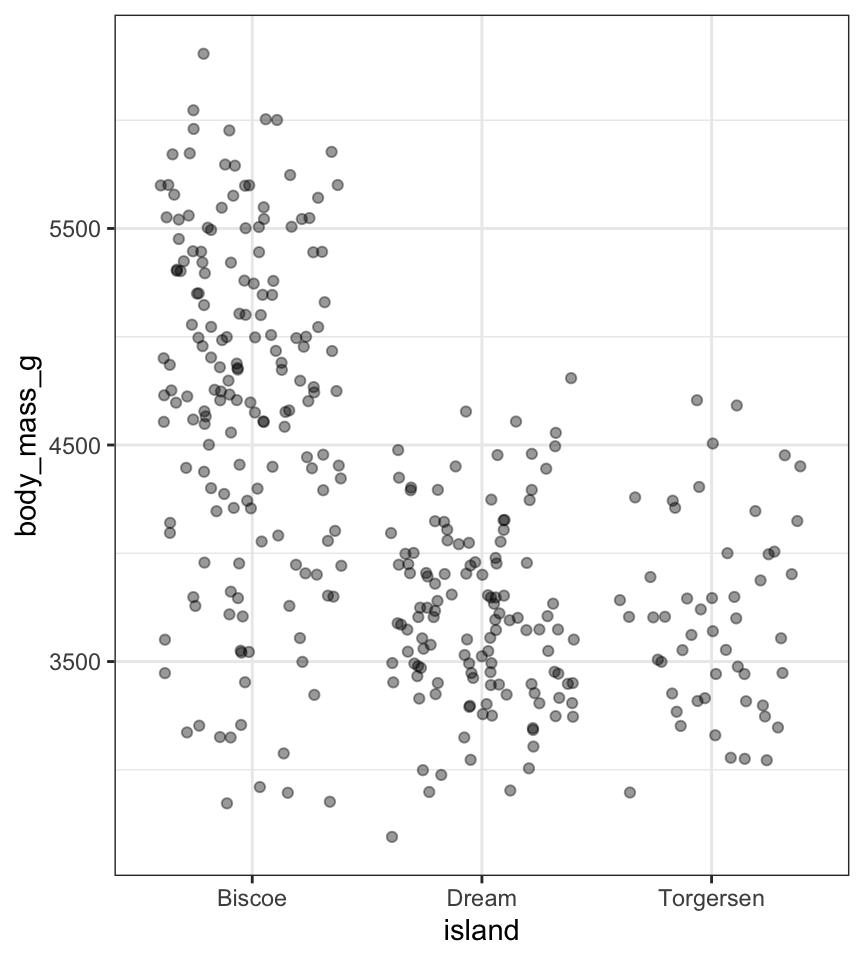 5500
4500
3500
body_mass_g
Biscoe
Dream
Torgersen
island